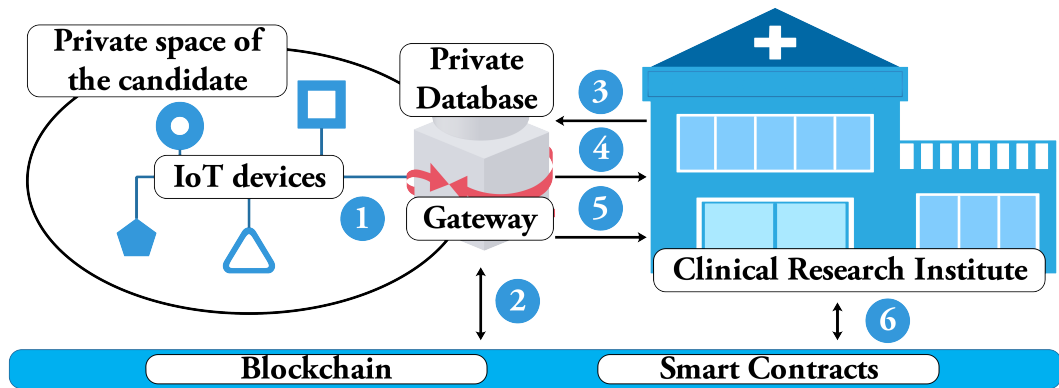 Private space of
the candidate
Private
Database
3
4
IoT devices
1
5
Gateway
Clinical Research Institute
2
6
Blockchain
Smart Contracts